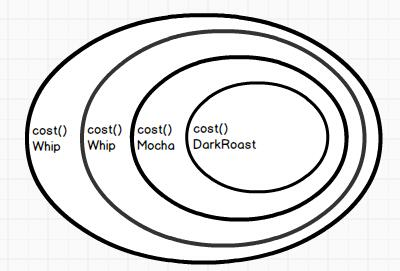 cost()
Whip
cost()
Whip
cost()
Mocha
cost()
DarkRoast